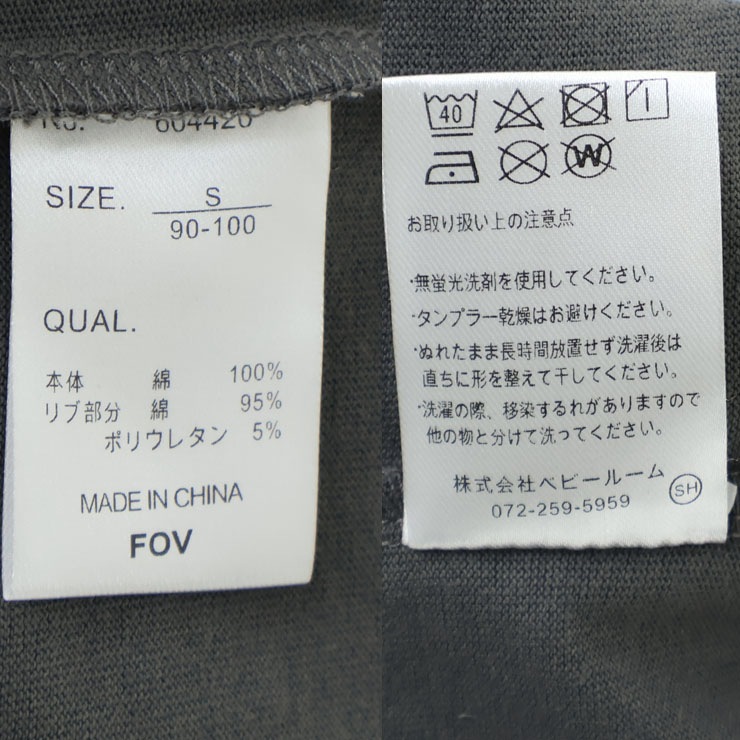 No. 604426
SIZE. S
90-100
QUAL.
本体 綿 100%
リブ部分 綿 95%
ポリウレタン 5%
MADE IN CHINA
FOV
40
W
お取り扱い上の注意点
・無蛍光洗剤を使用してください。
・タンブラー乾燥はお避けください。
・ぬれたまま長時間放置せず洗濯後は
直ちに形を整えて干してください。
・洗濯の際、移染するれがありますので
他の物と分けて洗ってください。
株式会社ベビールーム
072-259-5959
SH